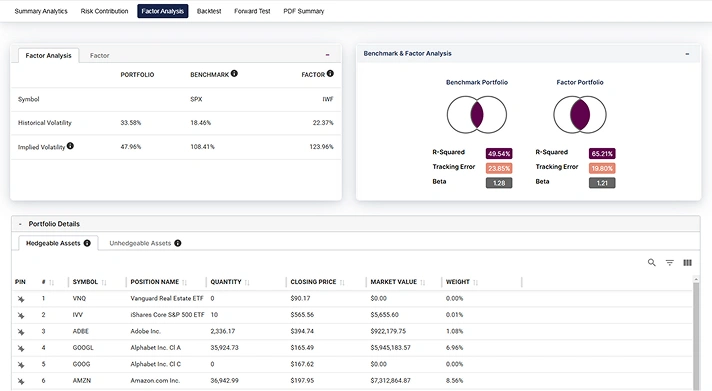 Summary Analytics Risk Contribution Factor Analysis Backtest Forward Test PDF Summary
Factor Analysis Factor
PORTFOLIO BENCHMARK FACTOR
Symbol SPX IWF
Historical Volatility 33.58% 18.46% 22.37%
Implied Volatility 47.96% 108.41% 123.96%
Benchmark & Factor Analysis
Benchmark Portfolio Factor Portfolio
R-Squared 49.54% R-Squared 65.21%
Tracking Error 23.85% Tracking Error 19.80%
Beta 1.28 Beta 1.21
- Portfolio Details
Hedgeable Assets Unhedgeable Assets
PIN # SYMBOL POSITION NAME QUANTITY CLOSING PRICE MARKET VALUE WEIGHT
1 VNQ Vanguard Real Estate ETF 0 $90.17 $0.00 0.00%
2 IVV iShares Core S&P 500 ETF 10 $565.56 $5,655.60 0.01%
3 ADBE Adobe Inc. 2,336.17 $394.74 $922,179.75 1.08%
4 GOOGL Alphabet Inc. Cl A 35,924.73 $165.49 $5,945,183.57 6.96%
5 GOOG Alphabet Inc. Cl C 0 $167.62 $0.00 0.00%
6 AMZN Amazon.com Inc. 36,942.99 $197.95 $7,312,864.87 8.56%